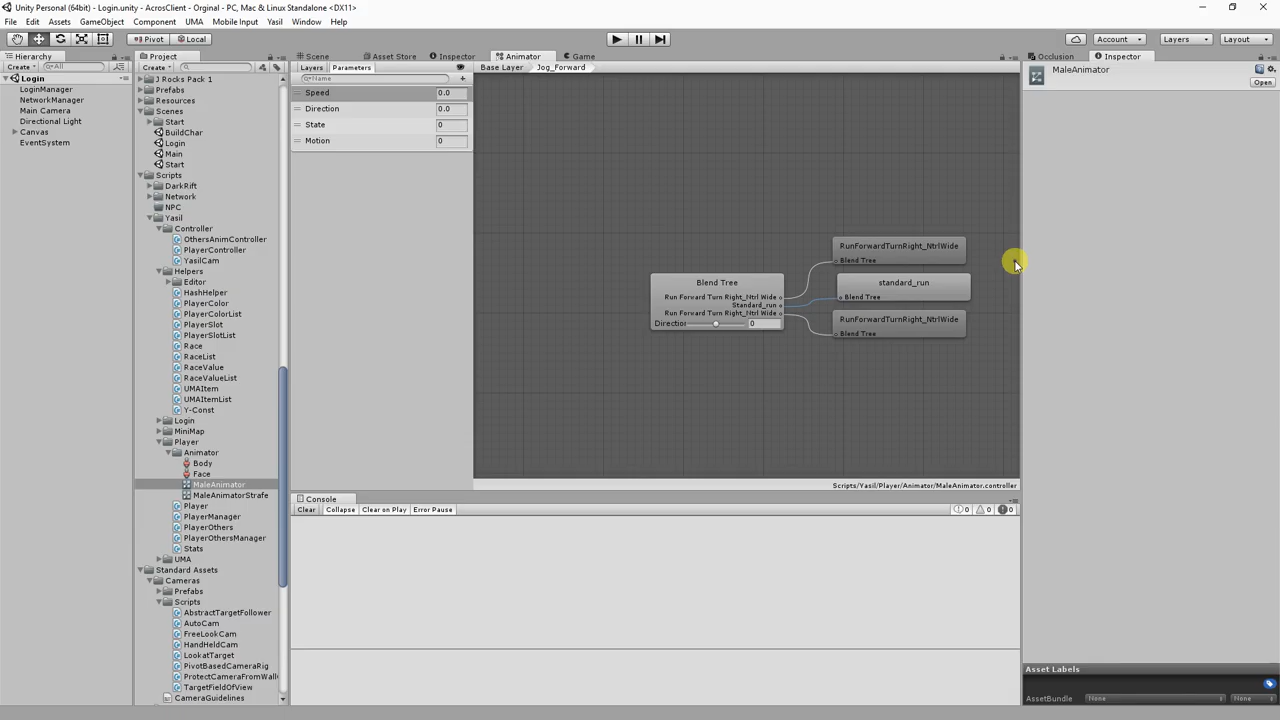 Unity Personal (64bit) - Login.unity - AcrosClient - Orginal - PC, Mac & Linux Standalone <DX11>
File Edit Assets GameObject Component UMA Mobile Input Yasil Window Help
Pivot Local Account Layers Layout
Hierarchy
Create All
Login
LoginManager
NetworkManager
Main Camera
Directional Light
Canvas
EventSystem
Project
Create
J Rocks Pack 1
Prefabs
Resources
Scenes
Start
BuildChar
Login
Main
Start
Scripts
DarkRift
Network
NPC
Yasil
Controller
OthersAnimController
PlayerController
YasilCam
Helpers
Editor
HashHelper
PlayerColor
PlayerColorList
PlayerSlot
PlayerSlotList
Race
RaceList
RaceValue
RaceValueList
UMAItem
UMAItemList
Y-Const
Login
MiniMap
Player
Animator
Body
Face
MaleAnimator
MaleAnimatorStrafe
Player
PlayerManager
PlayerOthers
PlayerOthersManager
Stats
UMA
Standard Assets
Cameras
Prefabs
Scripts
AbstractTargetFollower
AutoCam
FreeLookCam
HandHeldCam
LookatTarget
PivotBasedCameraRig
ProtectCameraFromWall
TargetFieldOfView
CameraGuidelines
Scene Asset Store Inspector Animator Game
Layers Parameters Base Layer Jog_Forward
Name
Speed 0.0
Direction 0.0
State 0
Motion 0
Blend Tree
Run Forward Turn Right_Ntrl Wide
Standard_run
Run Forward Turn Right_Ntrl Wide
Direction 0
RunForwardTurnRight_NtrlWide
Blend Tree
standard_run
Blend Tree
RunForwardTurnRight_NtrlWide
Blend Tree
Scripts/Yasil/Player/Animator/MaleAnimator.controller
Console
Clear Collapse Clear on Play Error Pause 0 0 0
Occlusion Inspector
MaleAnimator
Open
Asset Labels
AssetBundle None None